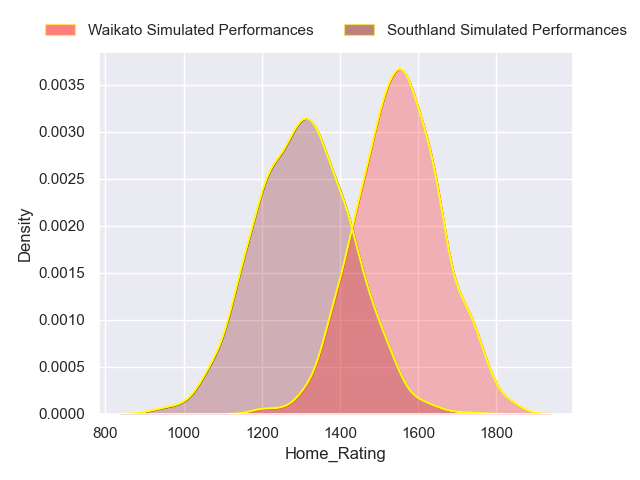 Waikato Simulated Performances
Southland Simulated Performances
0.0035
0.0030
0.0025
0.0020
0.0015
0.0010
0.0005
0.0000
Density
800 1000 1200 1400 1600 1800
Home_Rating